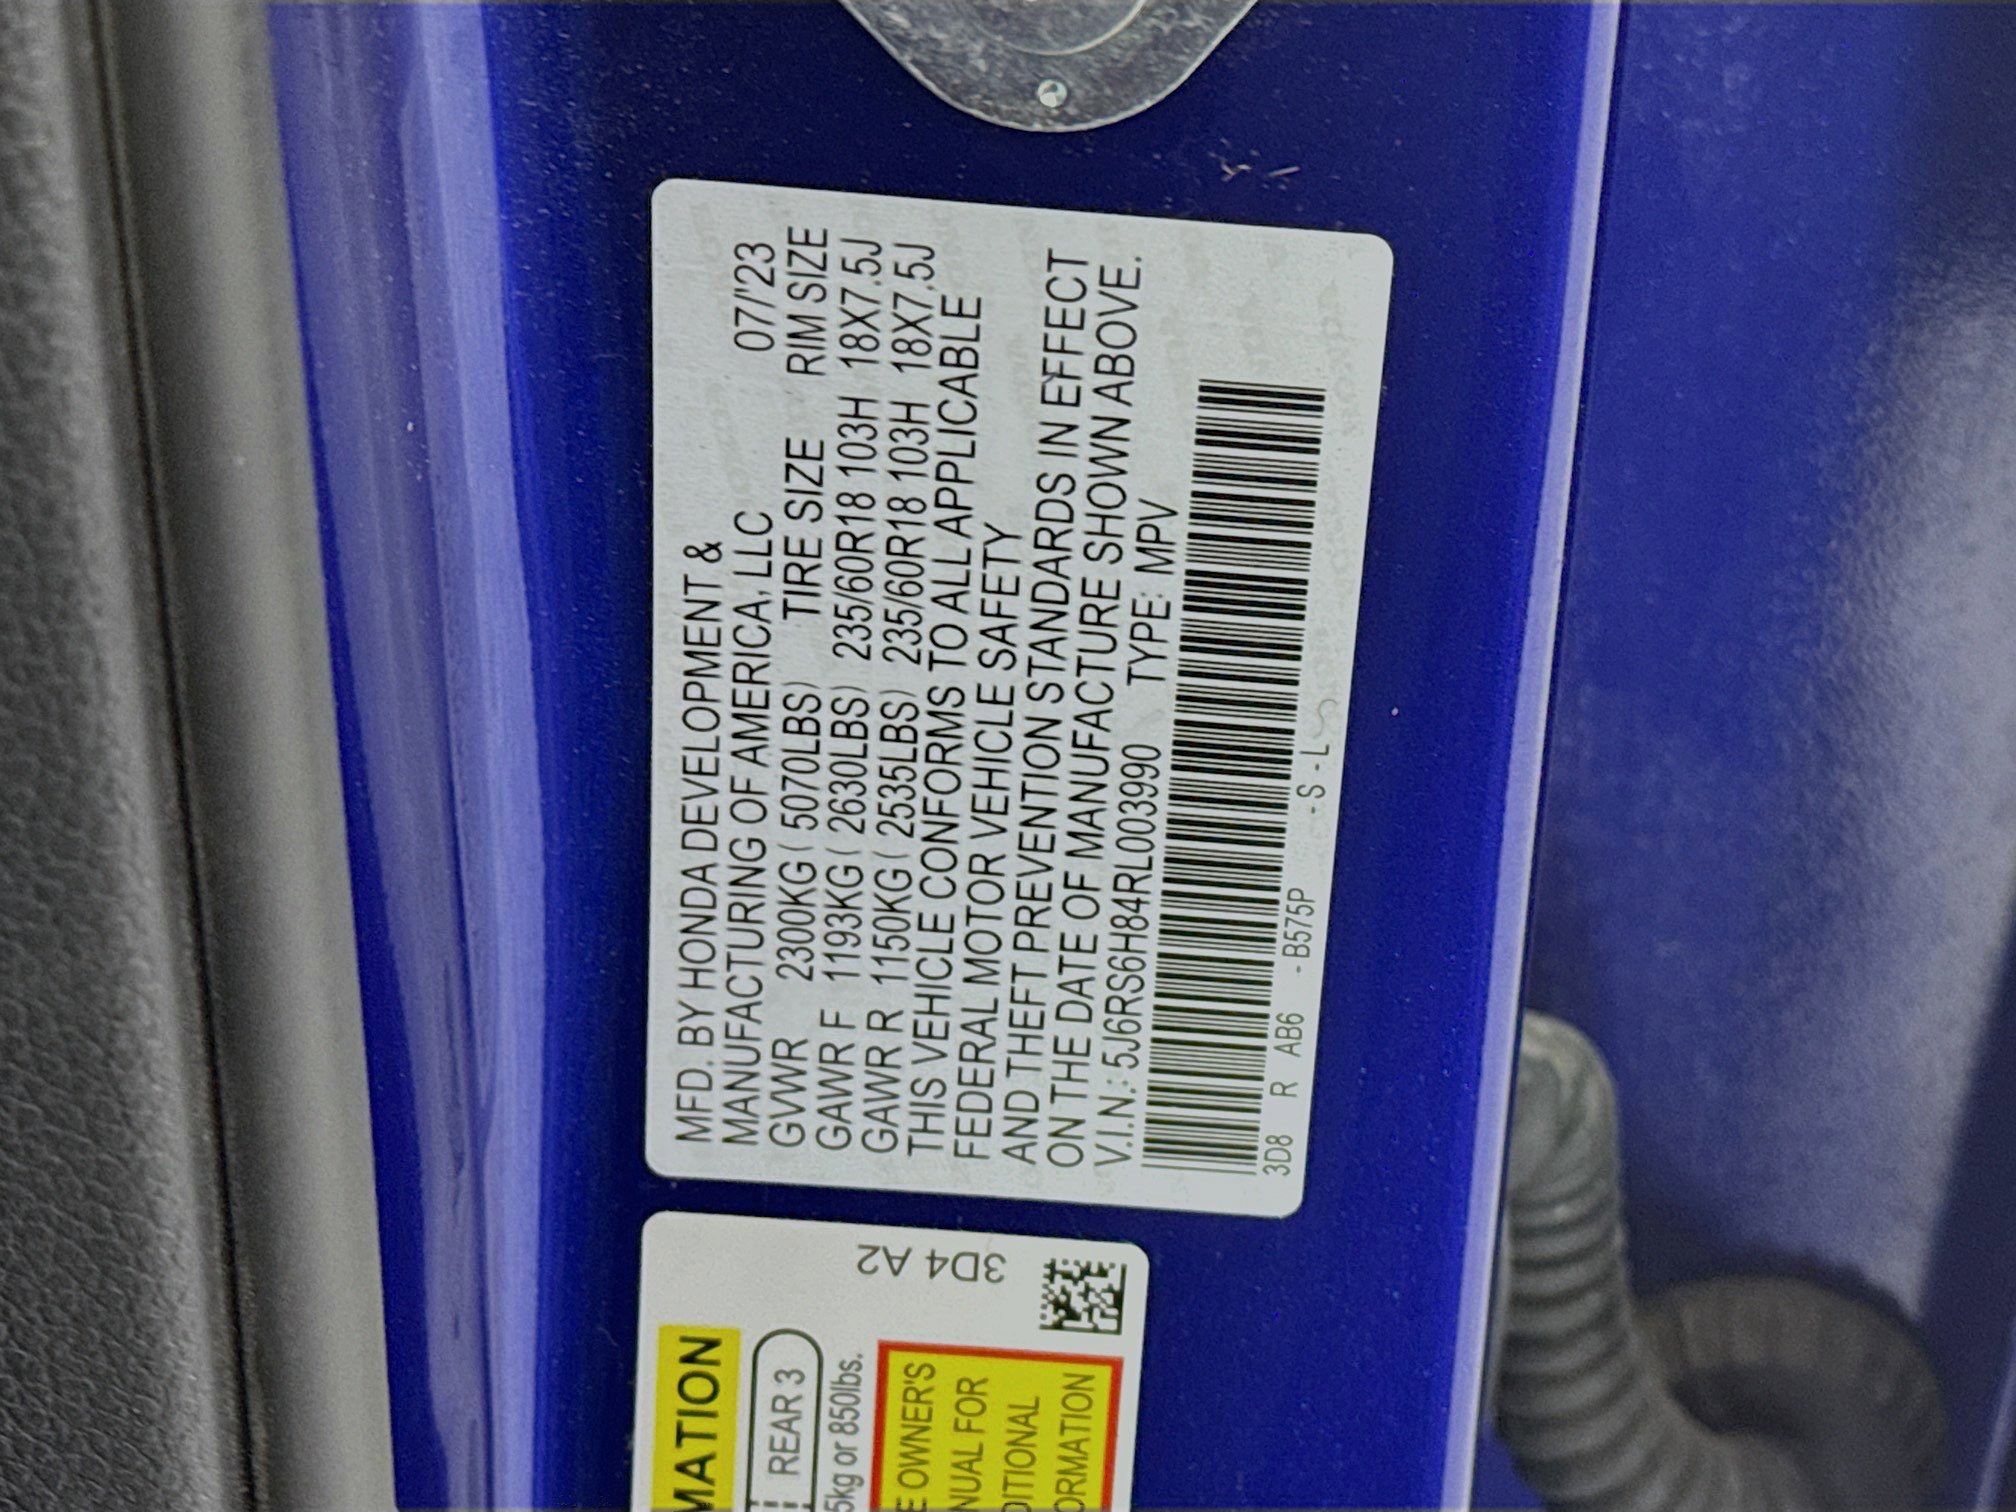 MFD. BY HONDA DEVELOPMENT &
MANUFACTURING OF AMERICA, LLC 07/'23
GVWR 2300KG ( 5070LBS) TIRE SIZE RIM SIZE
GAWR F 1193KG ( 2630LBS) 235/60R18 103H 18X7.5J
GAWR R 1150KG ( 2535LBS) 235/60R18 103H 18X7.5J
THIS VEHICLE CONFORMS TO ALL APPLICABLE
FEDERAL MOTOR VEHICLE SAFETY
AND THEFT PREVENTION STANDARDS IN EFFECT
ON THE DATE OF MANUFACTURE SHOWN ABOVE.
V.I.N.: 5J6RS6H84RL003990 TYPE: MPV
3D8 R AB6 -B575P -S -L
MATION
REAR 3
5kg or 850lbs.
E OWNER'S
NUAL FOR
DITIONAL
ORMATION
3D4 A2